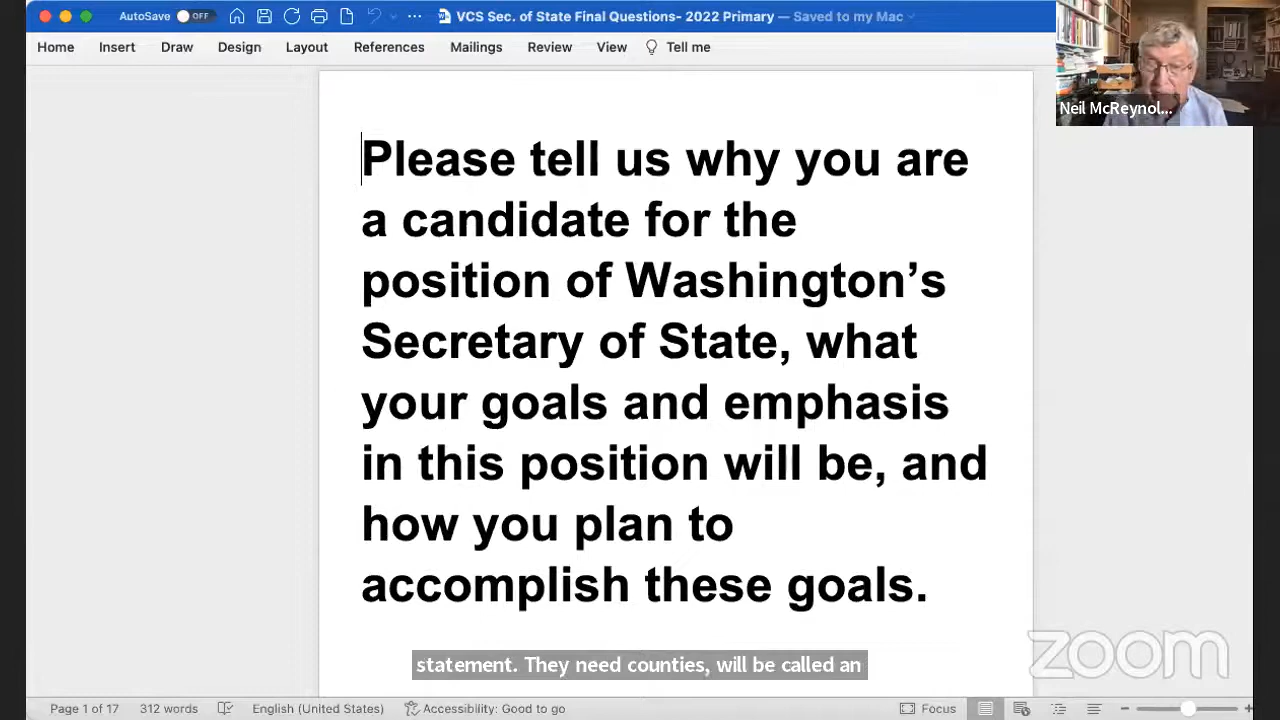 AutoSave OFF ... VCS Sec. of State Final Questions- 2022 Primary — Saved to my Mac
Home Insert Draw Design Layout References Mailings Review View Tell me
Neil McReynol...
Please tell us why you are
a candidate for the
position of Washington’s
Secretary of State, what
your goals and emphasis
in this position will be, and
how you plan to
accomplish these goals.
statement. They need counties, will be called an
zoom
Page 1 of 17 312 words English (United States) Accessibility: Good to go Focus